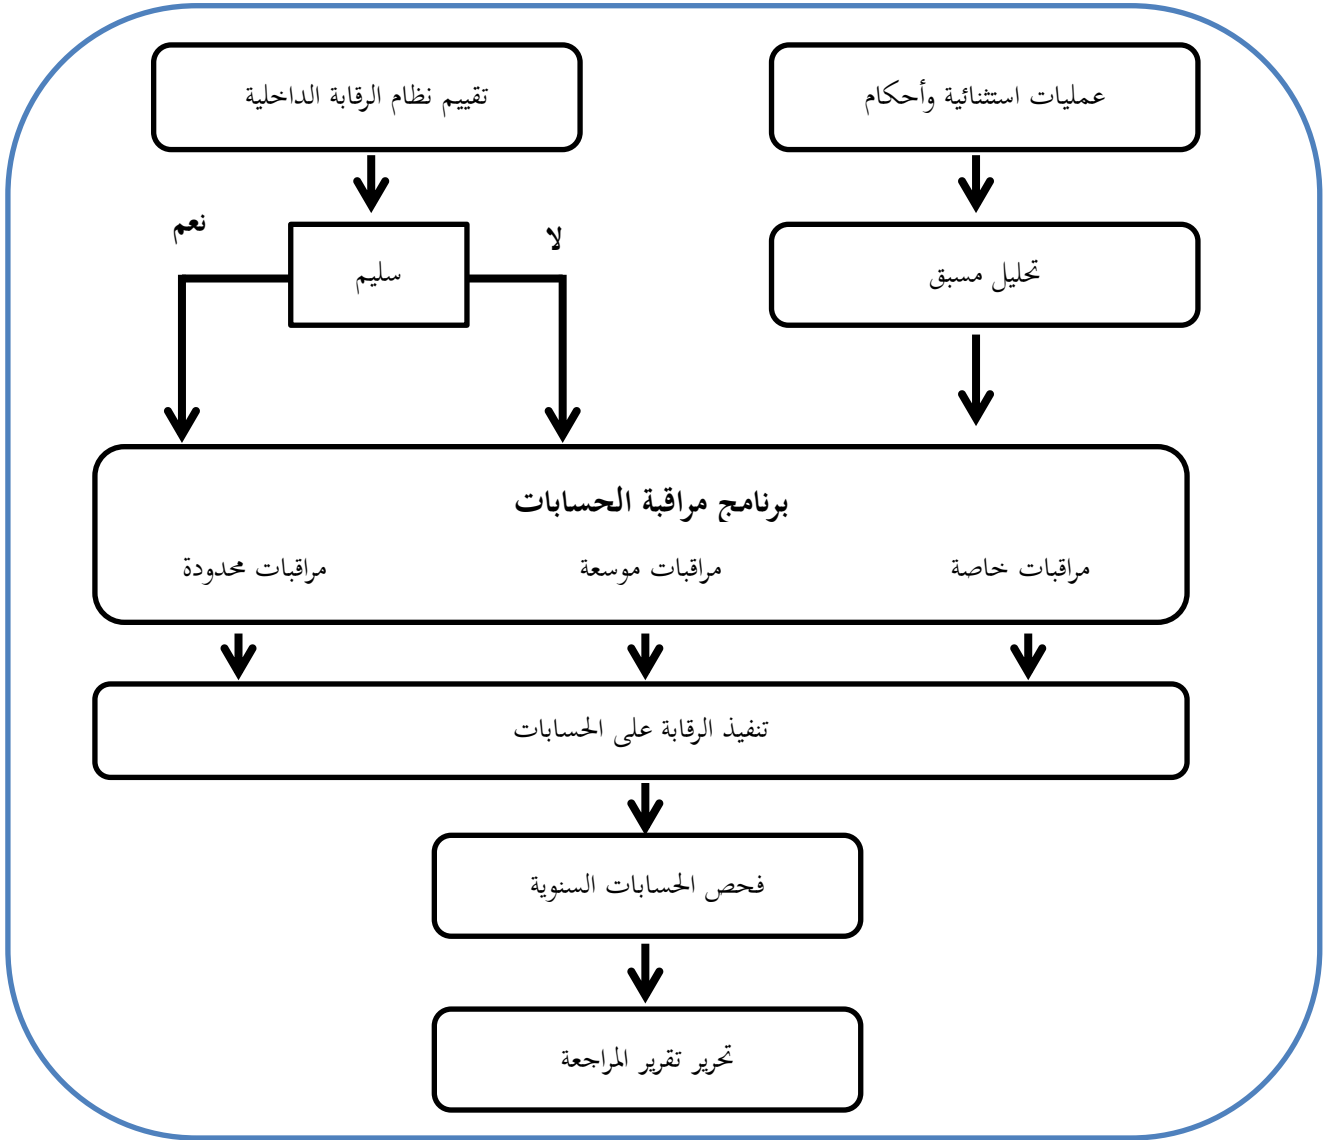 عمليات استثنائية وأحكام
تقييم نظام الرقابة الداخلية
لا
نعم
تحليل مسبق
سليم
برنامج مراقبة الحسابات
مراقبات خاصة
مراقبات موسعة
مراقبات محدودة
تنفيذ الرقابة على الحسابات
فحص الحسابات السنوية
تحرير تقرير المراجعة